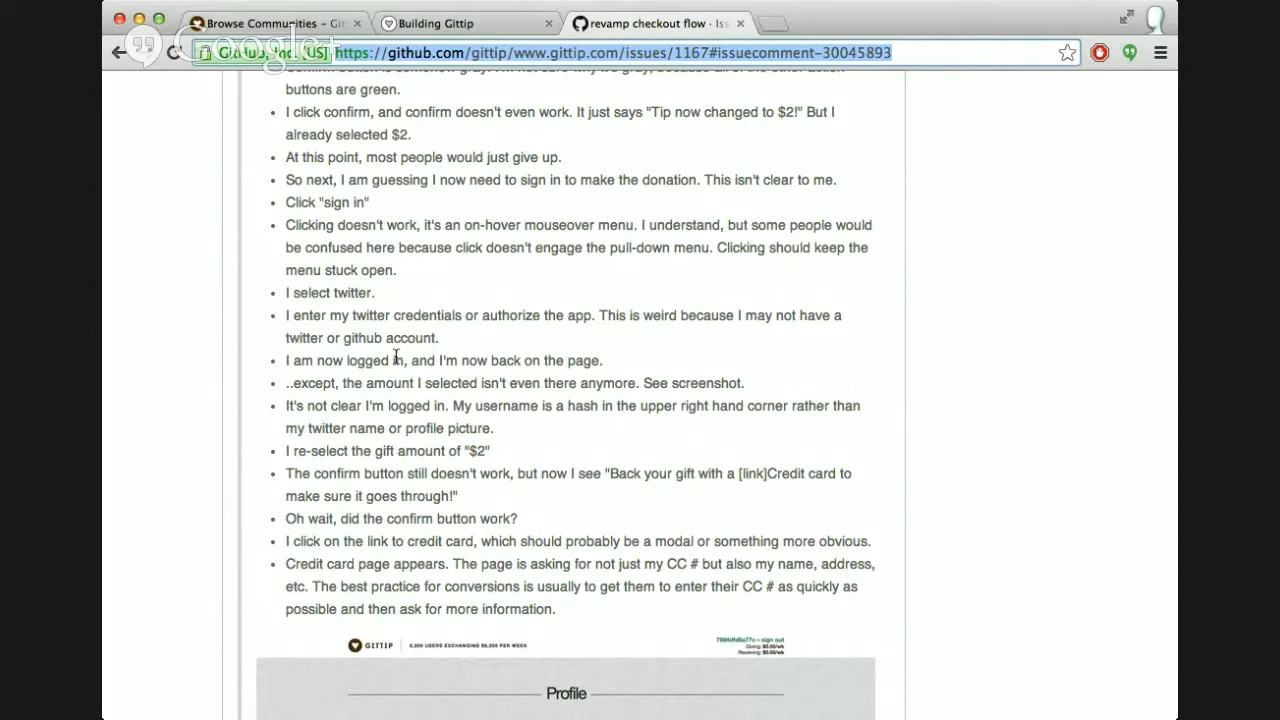 Browse Communities - Git
Building Gittip
revamp checkout flow · Iss
Google+
GitHub, Inc. [US]
https://github.com/gittip/www.gittip.com/issues/1167#issuecomment-30045893
buttons are green.
• I click confirm, and confirm doesn't even work. It just says "Tip now changed to $2!" But I
already selected $2.
• At this point, most people would just give up.
• So next, I am guessing I now need to sign in to make the donation. This isn't clear to me.
• Click "sign in"
• Clicking doesn't work, it's an on-hover mouseover menu. I understand, but some people would
be confused here because click doesn't engage the pull-down menu. Clicking should keep the
menu stuck open.
• I select twitter.
• I enter my twitter credentials or authorize the app. This is weird because I may not have a
twitter or github account.
• I am now logged in, and I'm now back on the page.
• ..except, the amount I selected isn't even there anymore. See screenshot.
• It's not clear I'm logged in. My username is a hash in the upper right hand corner rather than
my twitter name or profile picture.
• I re-select the gift amount of "$2"
• The confirm button still doesn't work, but now I see "Back your gift with a [link]Credit card to
make sure it goes through!"
• Oh wait, did the confirm button work?
• I click on the link to credit card, which should probably be a modal or something more obvious.
• Credit card page appears. The page is asking for not just my CC # but also my name, address,
etc. The best practice for conversions is usually to get them to enter their CC # as quickly as
possible and then ask for more information.
GITTIP
USERS EXCHANGING
PER WEEK
– sign out
Giving: $0.00/wk
Receiving: $0.00/wk
Profile